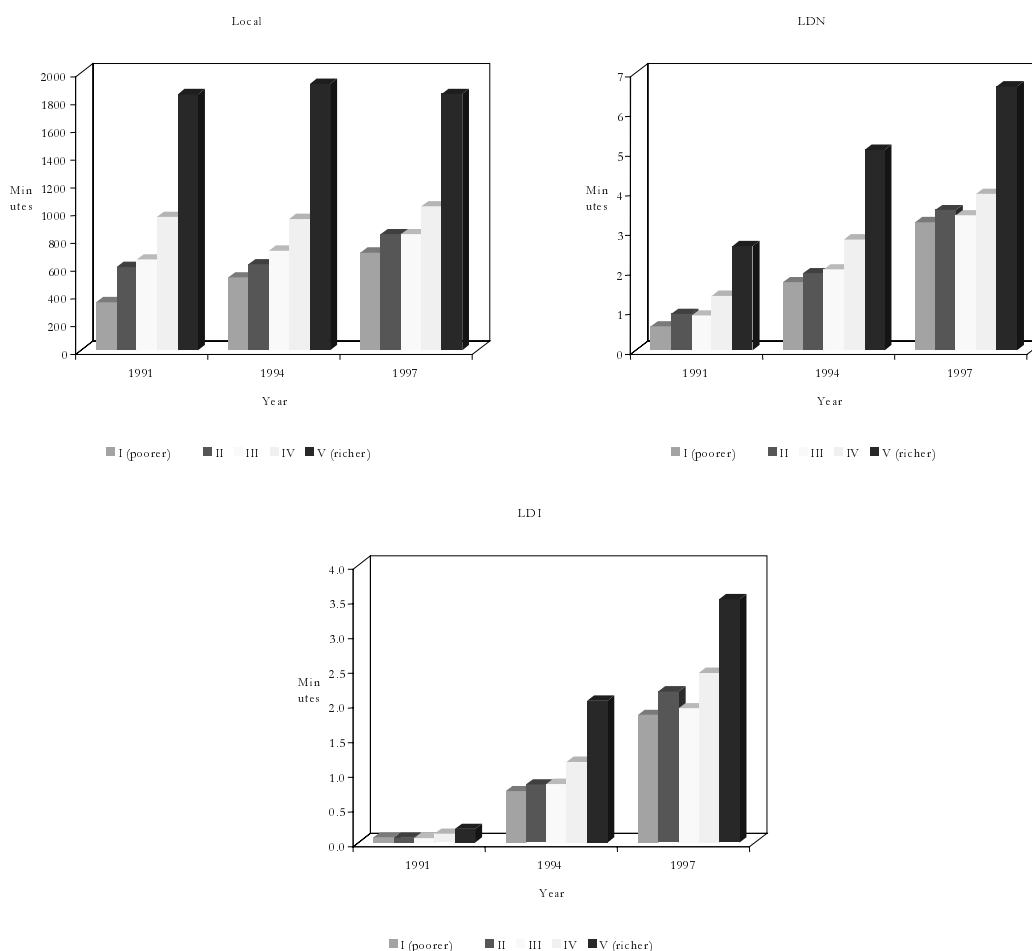 Local
2000
1800
1600
1400
1200
1000
800
600
400
200
0
Min
utes
1991 1994 1997
Year
I (poorer) II III IV V (richer)
LDN
7
6
5
4
3
2
1
0
Min
utes
1991 1994 1997
Year
I (poorer) II III IV V (richer)
LDI
4.0
3.5
3.0
2.5
2.0
1.5
1.0
0.5
0.0
Min
utes
1991 1994 1997
Year
I (poorer) II III IV V (richer)